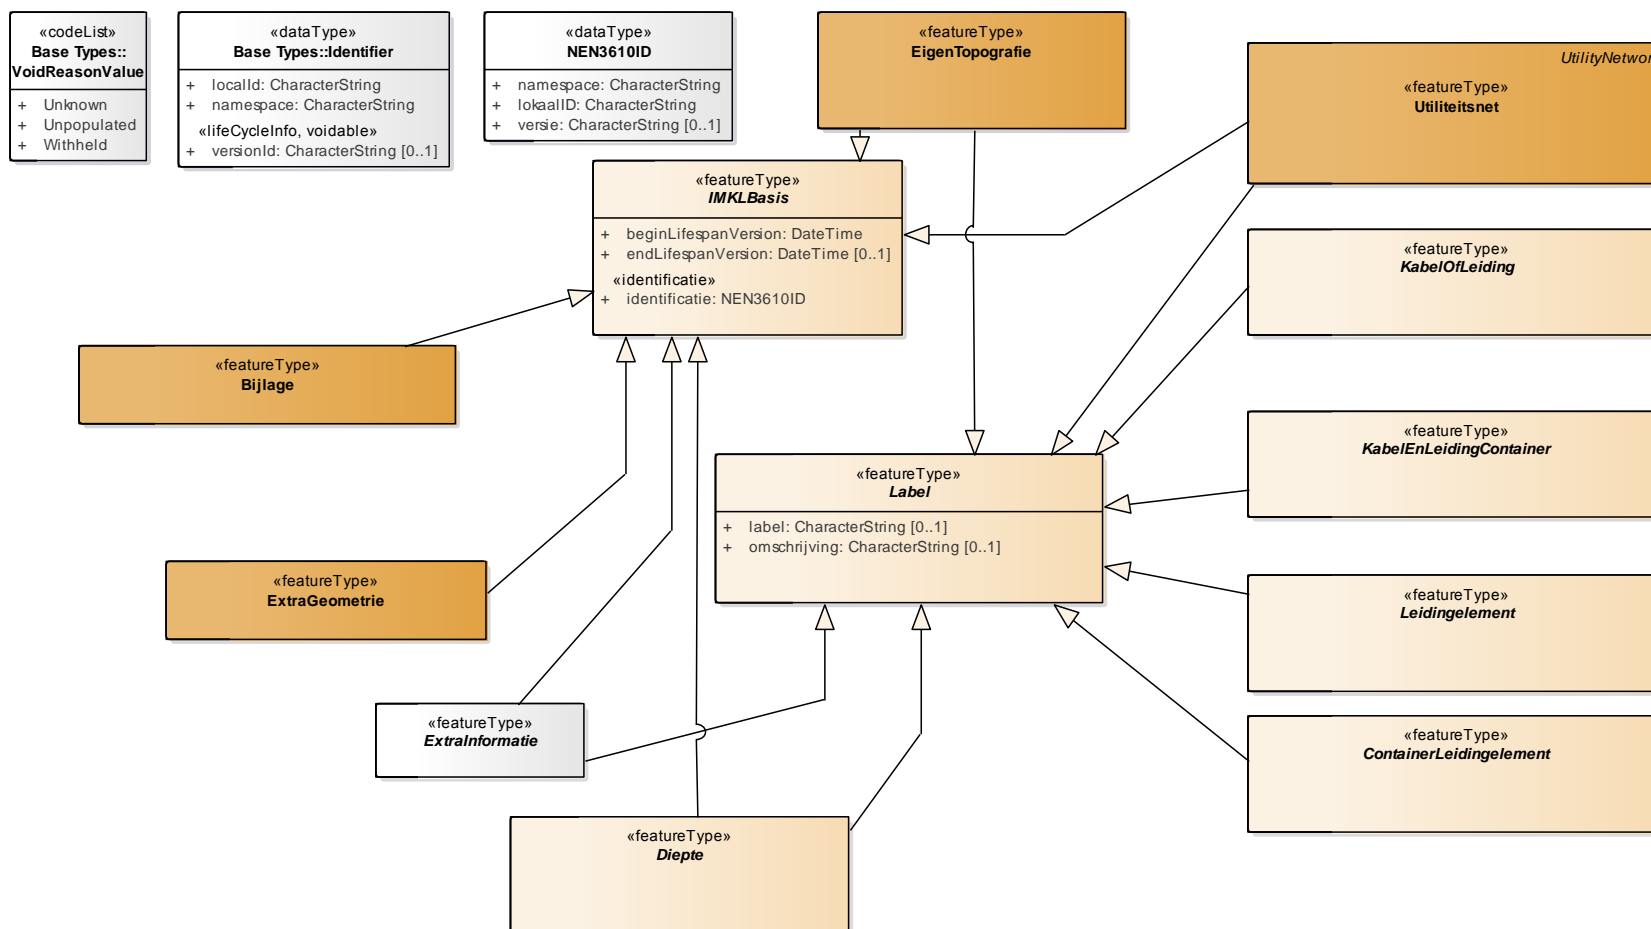 «codeList»
Base Types::
VoidReasonValue
+ Unknown
+ Unpopulated
+ Withheld
«dataType»
Base Types::Identifier
+ localId: CharacterString
+ namespace: CharacterString
«lifeCycleInfo, voidable»
+ versionId: CharacterString [0..1]
«dataType»
NEN3610ID
+ namespace: CharacterString
+ lokaalID: CharacterString
+ versie: CharacterString [0..1]
«featureType»
EigenTopografie
UtilityNetwor
«featureType»
Utiliteitsnet
«featureType»
IMKLBasis
+ beginLifespanVersion: DateTime
+ endLifespanVersion: DateTime [0..1]
«identificatie»
+ identificatie: NEN3610ID
«featureType»
KabelOfLeiding
«featureType»
Bijlage
«featureType»
KabelEnLeidingContainer
«featureType»
Label
+ label: CharacterString [0..1]
+ omschrijving: CharacterString [0..1]
«featureType»
ExtraGeometrie
«featureType»
Leidingelement
«featureType»
ExtraInformatie
«featureType»
ContainerLeidingelement
«featureType»
Diepte